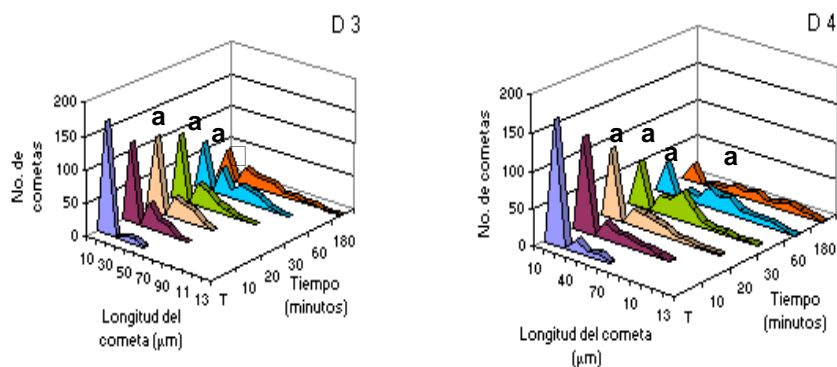 D 3
No. de
cometas
200
150
100
50
0
a
a
a
10 30 50 70 90 11 13
T 10 20 30 60 180
Longitud del
cometa (µm)
Tiempo
(minutos)
D 4
No. de cometas
200
150
100
50
0
a
a
a
a
10 40 70 10 13
T 10 20 30 60 180
Longitud del cometa
(µm)
Tiempo
(minutos)